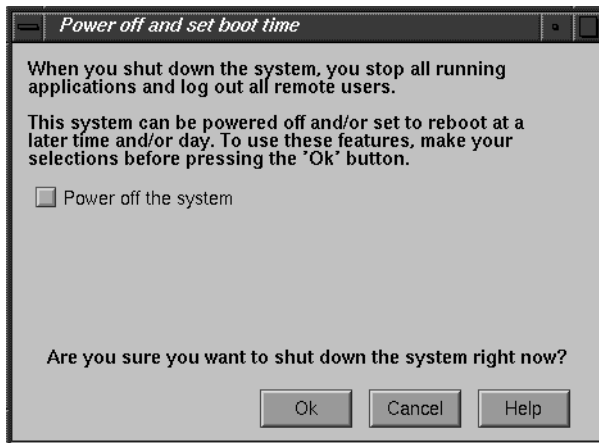 Power off and set boot time
When you shut down the system, you stop all running
applications and log out all remote users.
This system can be powered off and/or set to reboot at a
later time and/or day. To use these features, make your
selections before pressing the 'Ok' button.
Power off the system
Are you sure you want to shut down the system right now?
Ok Cancel Help